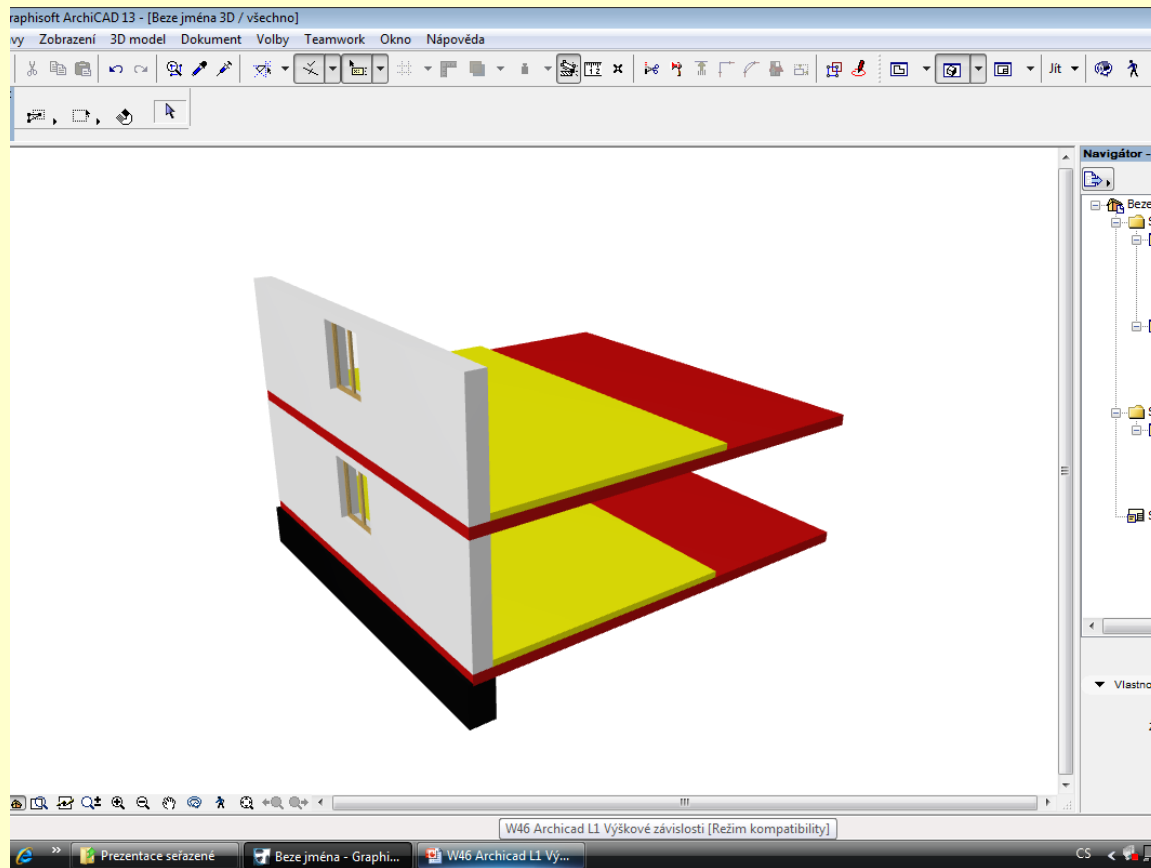 raphisoft ArchiCAD 13 - [Beze jména 3D / všechno]
vy Zobrazení 3D model Dokument Volby Teamwork Okno Nápověda
Jít
Navigátor -
Beze
S
S
S
Vlastno
W46 Archicad L1 Výškové závislosti [Režim kompatibility]
Prezentace seřazené
Beze jména - Graphi...
W46 Archicad L1 Vý...
CS